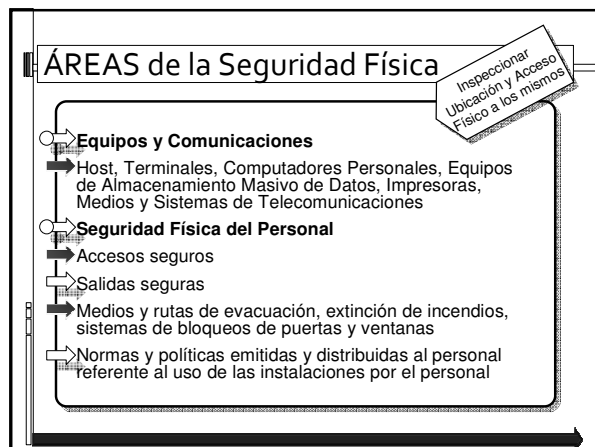 ÁREAS de la Seguridad Física
Inspeccionar
Ubicación y Acceso
Físico a los mismos
Equipos y Comunicaciones
Host, Terminales, Computadores Personales, Equipos
de Almacenamiento Masivo de Datos, Impresoras,
Medios y Sistemas de Telecomunicaciones
Seguridad Física del Personal
Accesos seguros
Salidas seguras
Medios y rutas de evacuación, extinción de incendios,
sistemas de bloqueos de puertas y ventanas
Normas y políticas emitidas y distribuidas al personal
referente al uso de las instalaciones por el personal